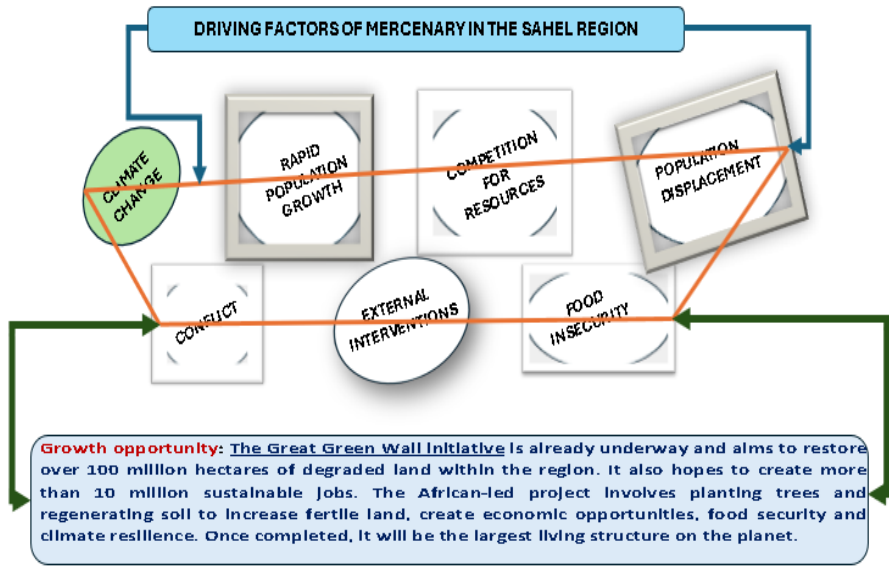 DRIVING FACTORS OF MERCENARY IN THE SAHEL REGION
CLIMATE
CHANGE
RAPID
POPULATION
GROWTH
COMPETITION
FOR
RESOURCES
POPULATION
DISPLACEMENT
CONFLICT
EXTERNAL
INTERVENTIONS
FOOD
INSECURITY
Growth opportunity: The Great Green Wall initiative is already underway and aims to restore
over 100 million hectares of degraded land within the region. It also hopes to create more
than 10 million sustainable jobs. The African-led project involves planting trees and
regenerating soil to increase fertile land, create economic opportunities, food security and
climate resilience. Once completed, it will be the largest living structure on the planet.